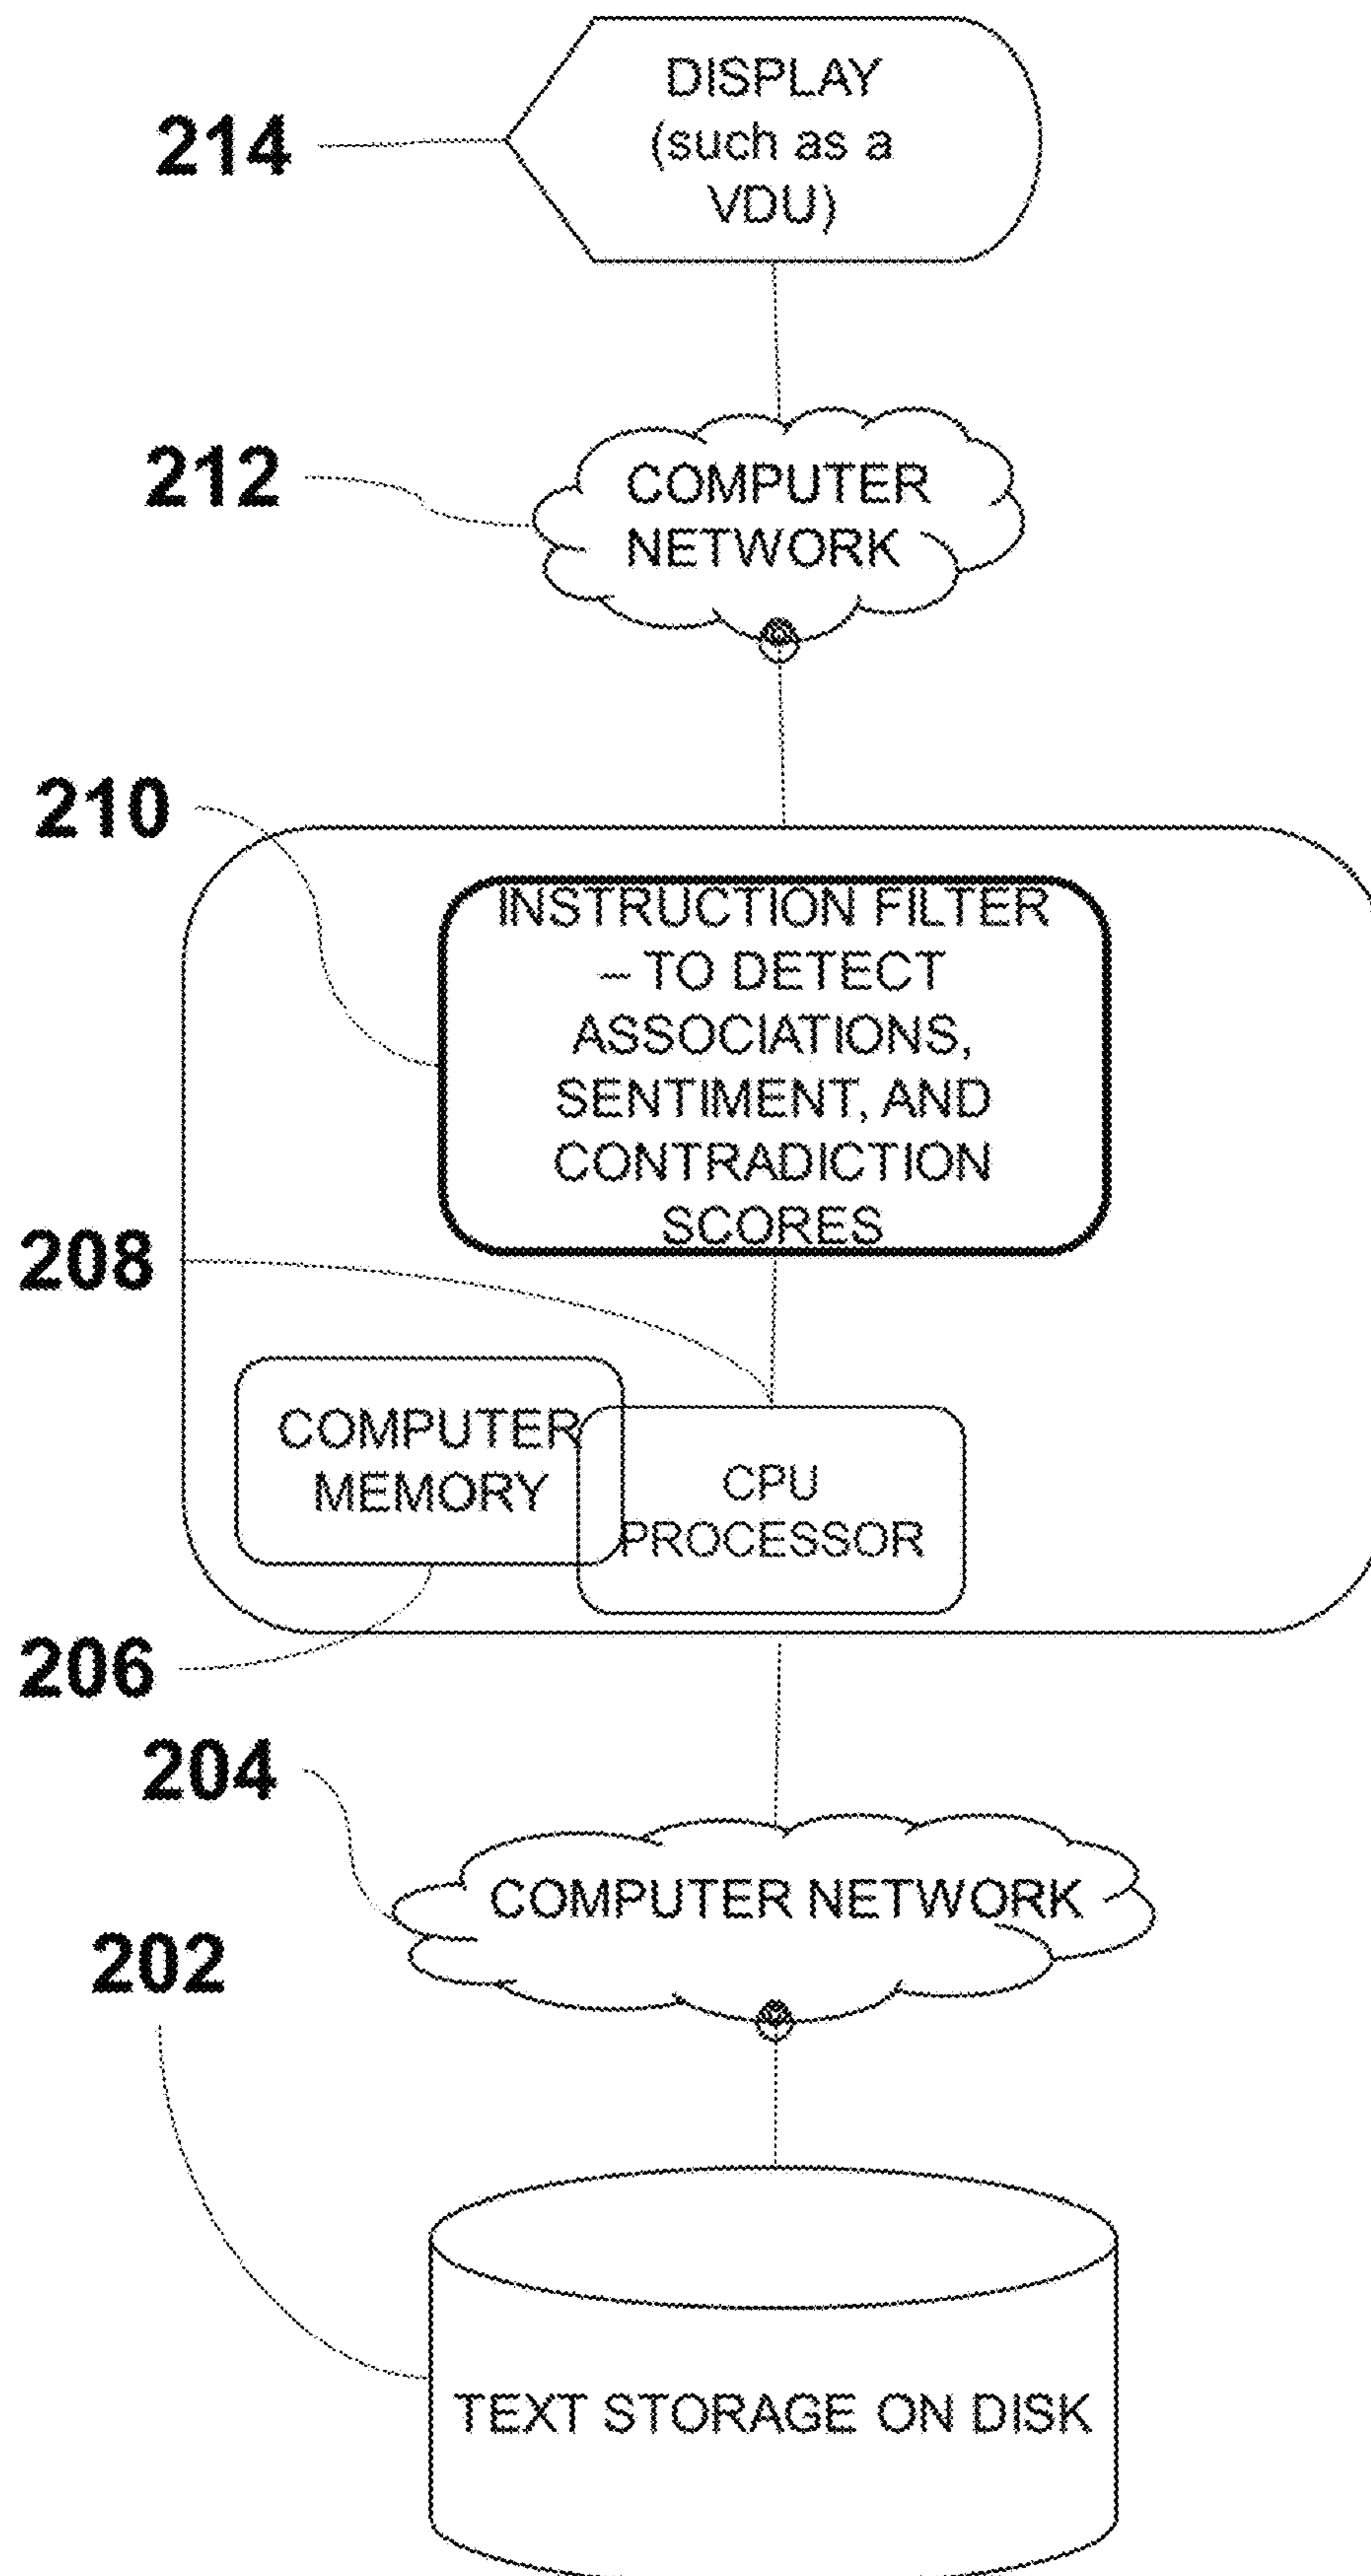 214
DISPLAY
(such as a
VDU)
212
COMPUTER
NETWORK
210
INSTRUCTION FILTER
– TO DETECT
ASSOCIATIONS,
SENTIMENT, AND
CONTRADICTION
SCORES
208
COMPUTER
MEMORY
CPU
PROCESSOR
206
204
COMPUTER NETWORK
202
TEXT STORAGE ON DISK